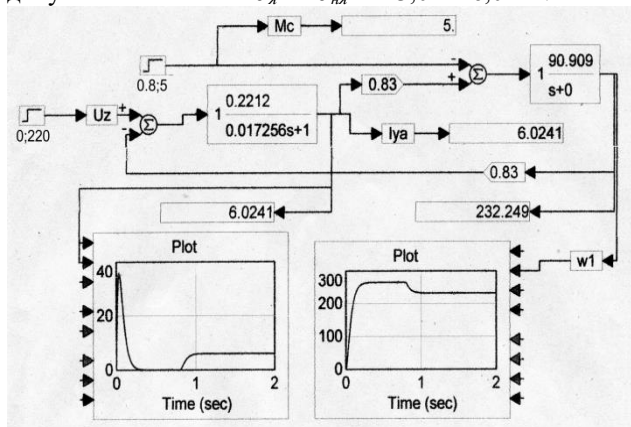 Mc
5.
0.8;5
0.83
90.909
1
s+0
0;220
Uz
+
-
Σ
1
0.2212
0.017256s+1
-
+
Σ
Iya
6.0241
0.83
6.0241
232.249
w1
Plot
40
20
0
0
1
2
Time (sec)
Plot
300
200
100
0
0
1
2
Time (sec)